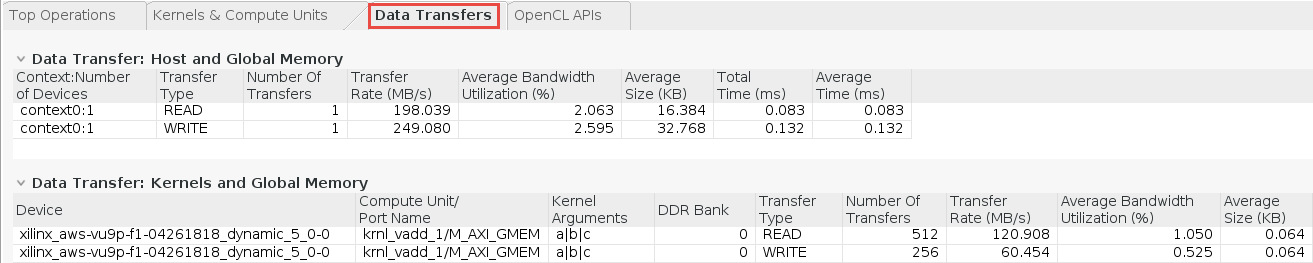 Top Operations Kernels & Compute Units Data Transfers OpenCL APIs
Data Transfer: Host and Global Memory
Context:Number Transfer Number Of Transfer Average Bandwidth Average Total Average
of Devices Type Transfers Rate (MB/s) Utilization (%) Size (KB) Time (ms) Time (ms)
context0:1 READ 1 198.039 2.063 16.384 0.083 0.083
context0:1 WRITE 1 249.080 2.595 32.768 0.132 0.132
Data Transfer: Kernels and Global Memory
Device Compute Unit/ Kernel DDR Bank Transfer Number Of Transfer Average Bandwidth Average
Port Name Arguments Type Transfers Rate (MB/s) Utilization (%) Size (KB)
xilinx_aws-vu9p-f1-04261818_dynamic_5_0-0 krnl_vadd_1/M_AXI_GMEM a|b|c 0 READ 512 120.908 1.050 0.064
xilinx_aws-vu9p-f1-04261818_dynamic_5_0-0 krnl_vadd_1/M_AXI_GMEM a|b|c 0 WRITE 256 60.454 0.525 0.064